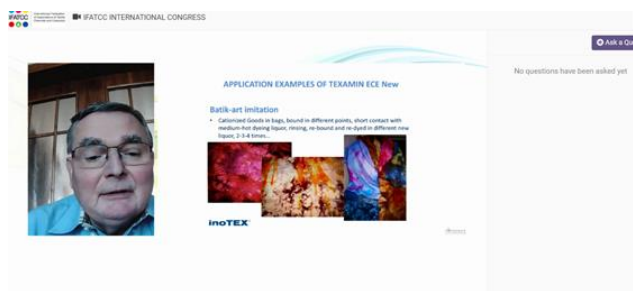 IFATCC
IFATCC INTERNATIONAL CONGRESS
Ask a Qu
No questions have been asked yet
APPLICATION EXAMPLES OF TEXAMIN ECE New
Batik-art imitation
• Cationized Goods in bags, bound in different points, short contact with
medium-hot dyeing liquor, rinsing, re-bound and re-dyed in different new
liquor, 2-3-4 times...
inoTEX